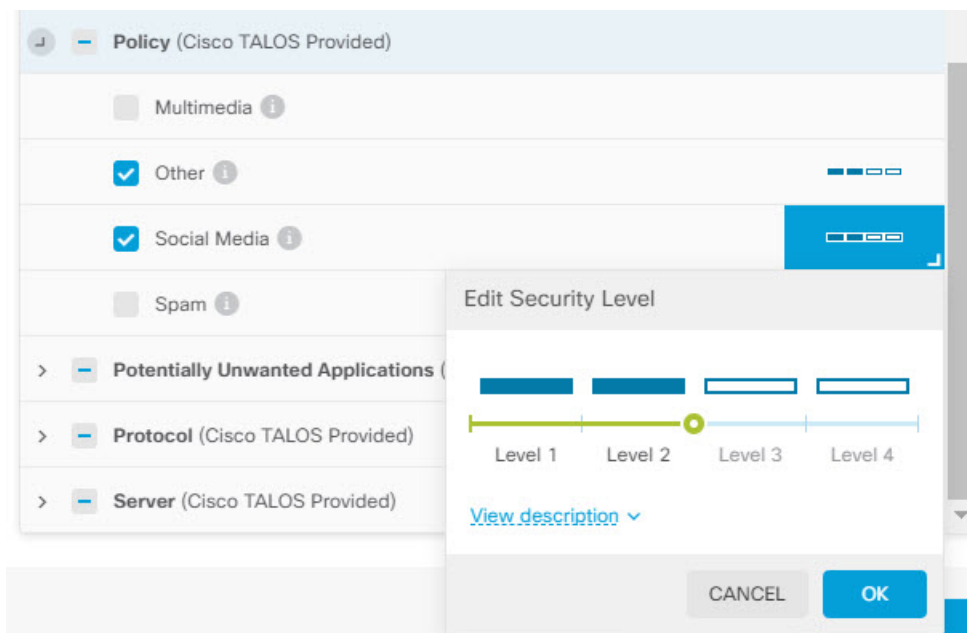 Policy (Cisco TALOS Provided)
Multimedia
Other
Social Media
Spam
Potentially Unwanted Applications (
Protocol (Cisco TALOS Provided)
Server (Cisco TALOS Provided)
Edit Security Level
Level 1 Level 2 Level 3 Level 4
View description
CANCEL OK